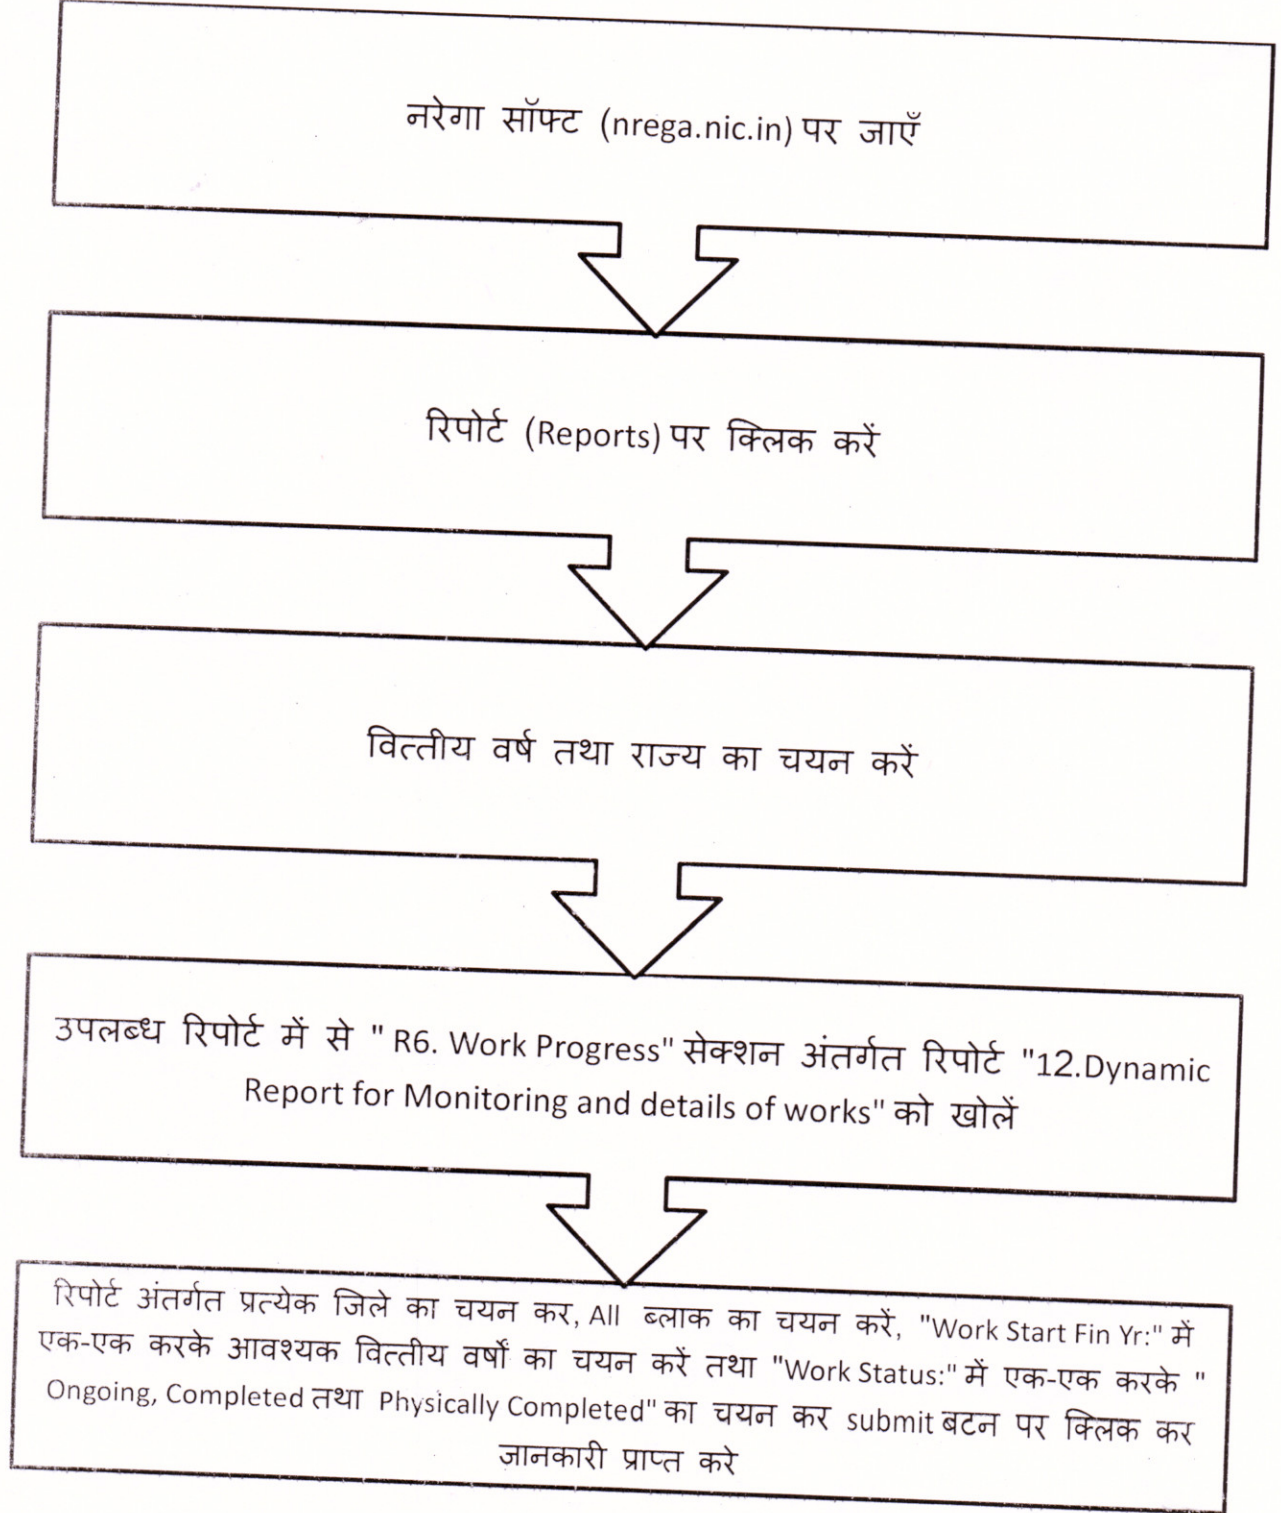 नरेगा सॉफ्ट (nrega.nic.in) पर जाएँ
रिपोर्ट (Reports) पर क्लिक करें
वित्तीय वर्ष तथा राज्य का चयन करें
उपलब्ध रिपोर्ट में से " R6. Work Progress" सेक्शन अंतर्गत रिपोर्ट "12.Dynamic
Report for Monitoring and details of works" को खोलें
रिपोर्ट अंतर्गत प्रत्येक जिले का चयन कर, All ब्लाक का चयन करें, "Work Start Fin Yr:" में
एक-एक करके आवश्यक वित्तीय वर्षों का चयन करें तथा "Work Status:" में एक-एक करके "
Ongoing, Completed तथा Physically Completed" का चयन कर submit बटन पर क्लिक कर
जानकारी प्राप्त करे